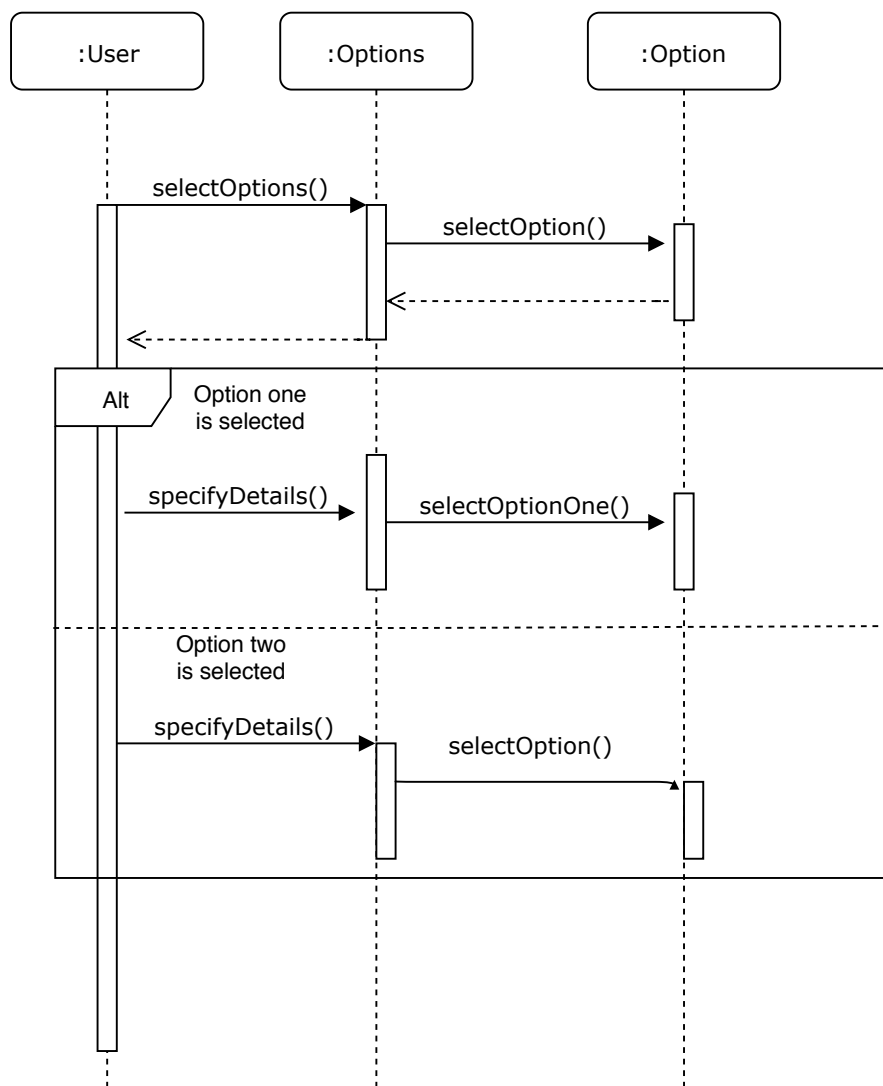 :User
:Options
:Option
selectOptions()
selectOption()
Alt
Option one
is selected
specifyDetails()
selectOptionOne()
Option two
is selected
specifyDetails()
selectOption()